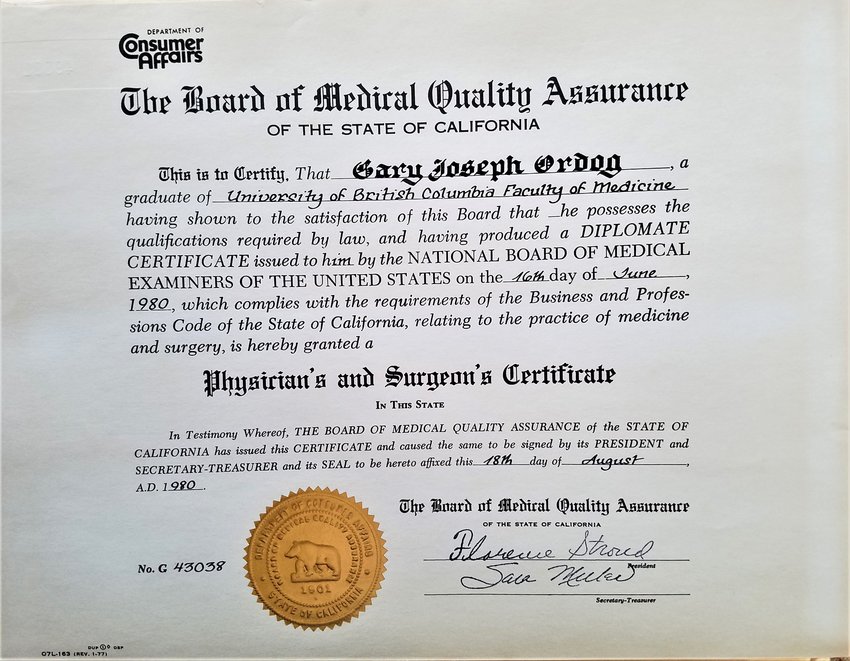 DEPARTMENT OF
Consumer
Affairs
The Board of Medical Quality Assurance
OF THE STATE OF CALIFORNIA
This is to Certify, That Gary Joseph Ordog, a
graduate of University of British Columbia Faculty of Medicine
having shown to the satisfaction of this Board that _he possesses the
qualifications required by law, and having produced a DIPLOMATE
CERTIFICATE issued to him by the NATIONAL BOARD OF MEDICAL
EXAMINERS OF THE UNITED STATES on the 16th day of June,
1980, which complies with the requirements of the Business and Profes-
sions Code of the State of California, relating to the practice of medicine
and surgery, is hereby granted a
Physician's and Surgeon's Certificate
IN THIS STATE
In Testimony Whereof, THE BOARD OF MEDICAL QUALITY ASSURANCE of the STATE OF
CALIFORNIA has issued this CERTIFICATE and caused the same to be signed by its PRESIDENT and
SECRETARY-TREASURER and its SEAL to be hereto affixed this 18th day of August,
A.D. 1980.
The Board of Medical Quality Assurance
OF THE STATE OF CALIFORNIA
Florence Stroud
President
Secretary-Treasurer
No. G 43038
DEPARTMENT OF CONSUMER AFFAIRS
BOARD OF MEDICAL QUALITY ASSURANCE
1901
STATE OF CALIFORNIA
07L-163 (REV. 1-77)
OSP